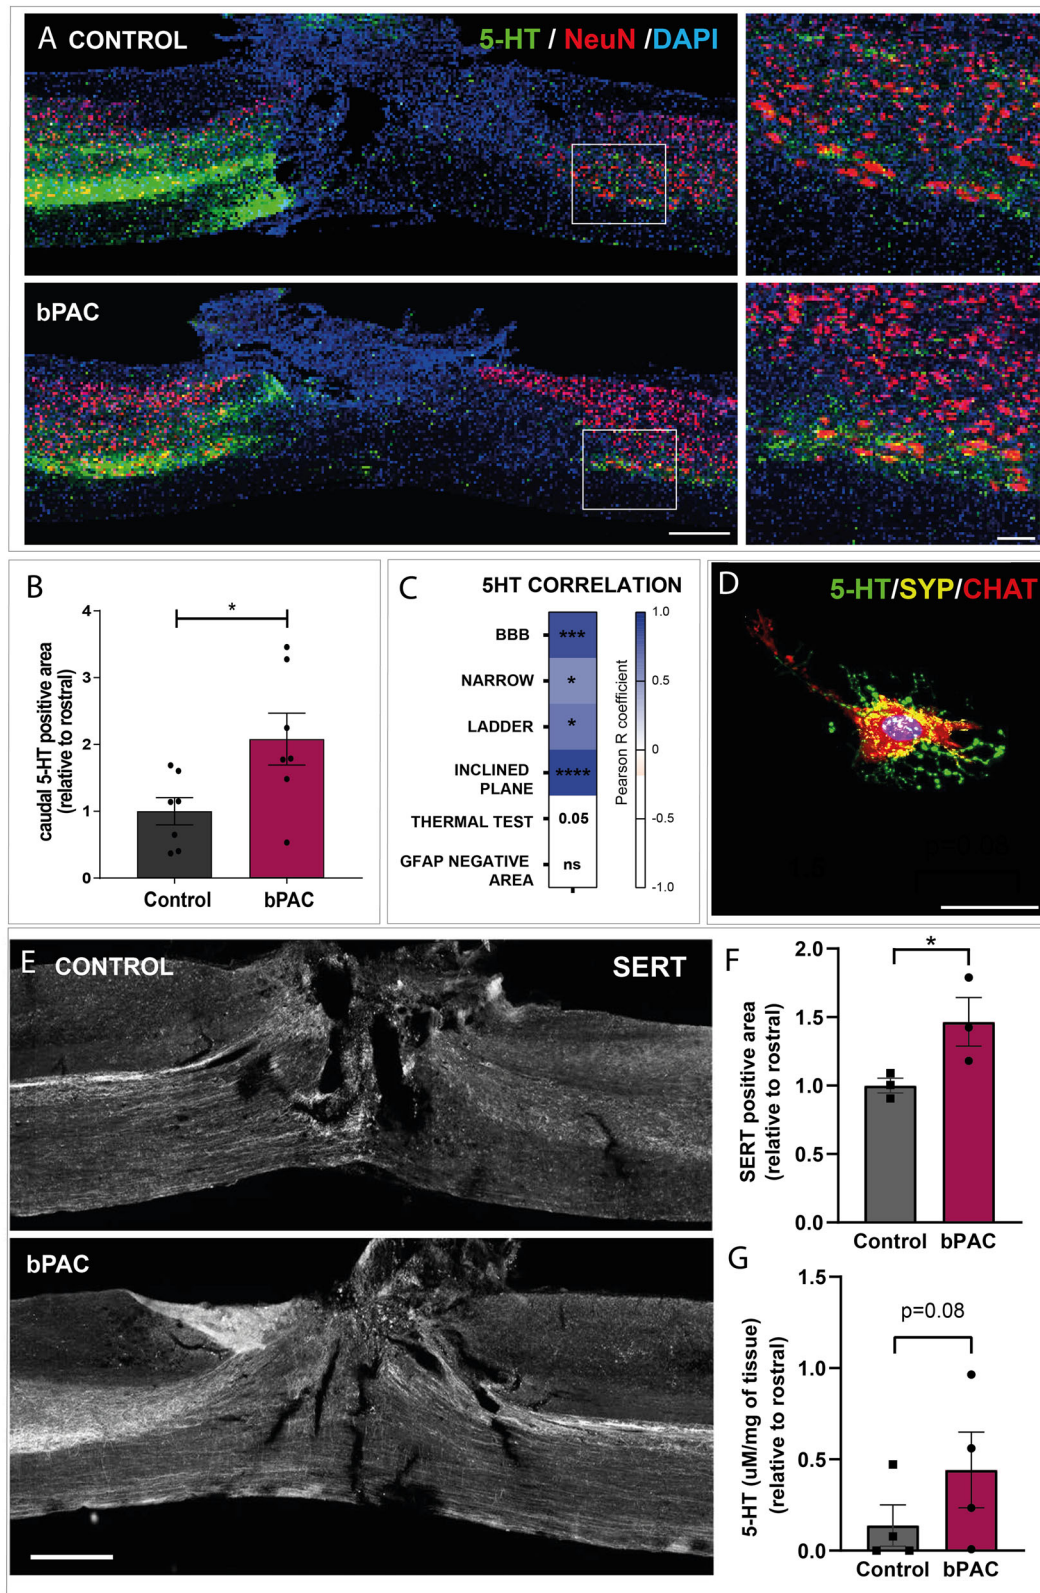 A CONTROL
5-HT / NeuN /DAPI
bPAC
B
caudal 5-HT positive area
(relative to rostral)
4
3
2
1
0
*
Control
bPAC
C
5HT CORRELATION
BBB
NARROW
LADDER
INCLINED
PLANE
THERMAL TEST
GFAP NEGATIVE
AREA
***
*
*
****
0.05
ns
1.0
0.5
0
-0.5
-1.0
Pearson R coefficient
D
5-HT/SYP/CHAT
p=0.08
E CONTROL
SERT
bPAC
F
SERT positive area
(relative to rostral)
2.0
1.5
1.0
0.5
0.0
*
Control
bPAC
G
5-HT (uM/mg of tissue)
(relative to rostral)
1.5
1.0
0.5
0.0
p=0.08
Control
bPAC